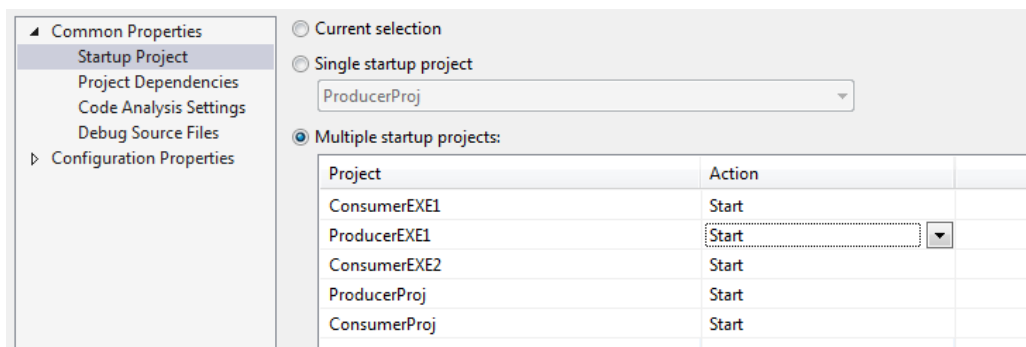 Common Properties
Startup Project
Project Dependencies
Code Analysis Settings
Debug Source Files
Configuration Properties
Current selection
Single startup project
ProducerProj
Multiple startup projects:
Project Action
ConsumerEXE1 Start
ProducerEXE1 Start
ConsumerEXE2 Start
ProducerProj Start
ConsumerProj Start